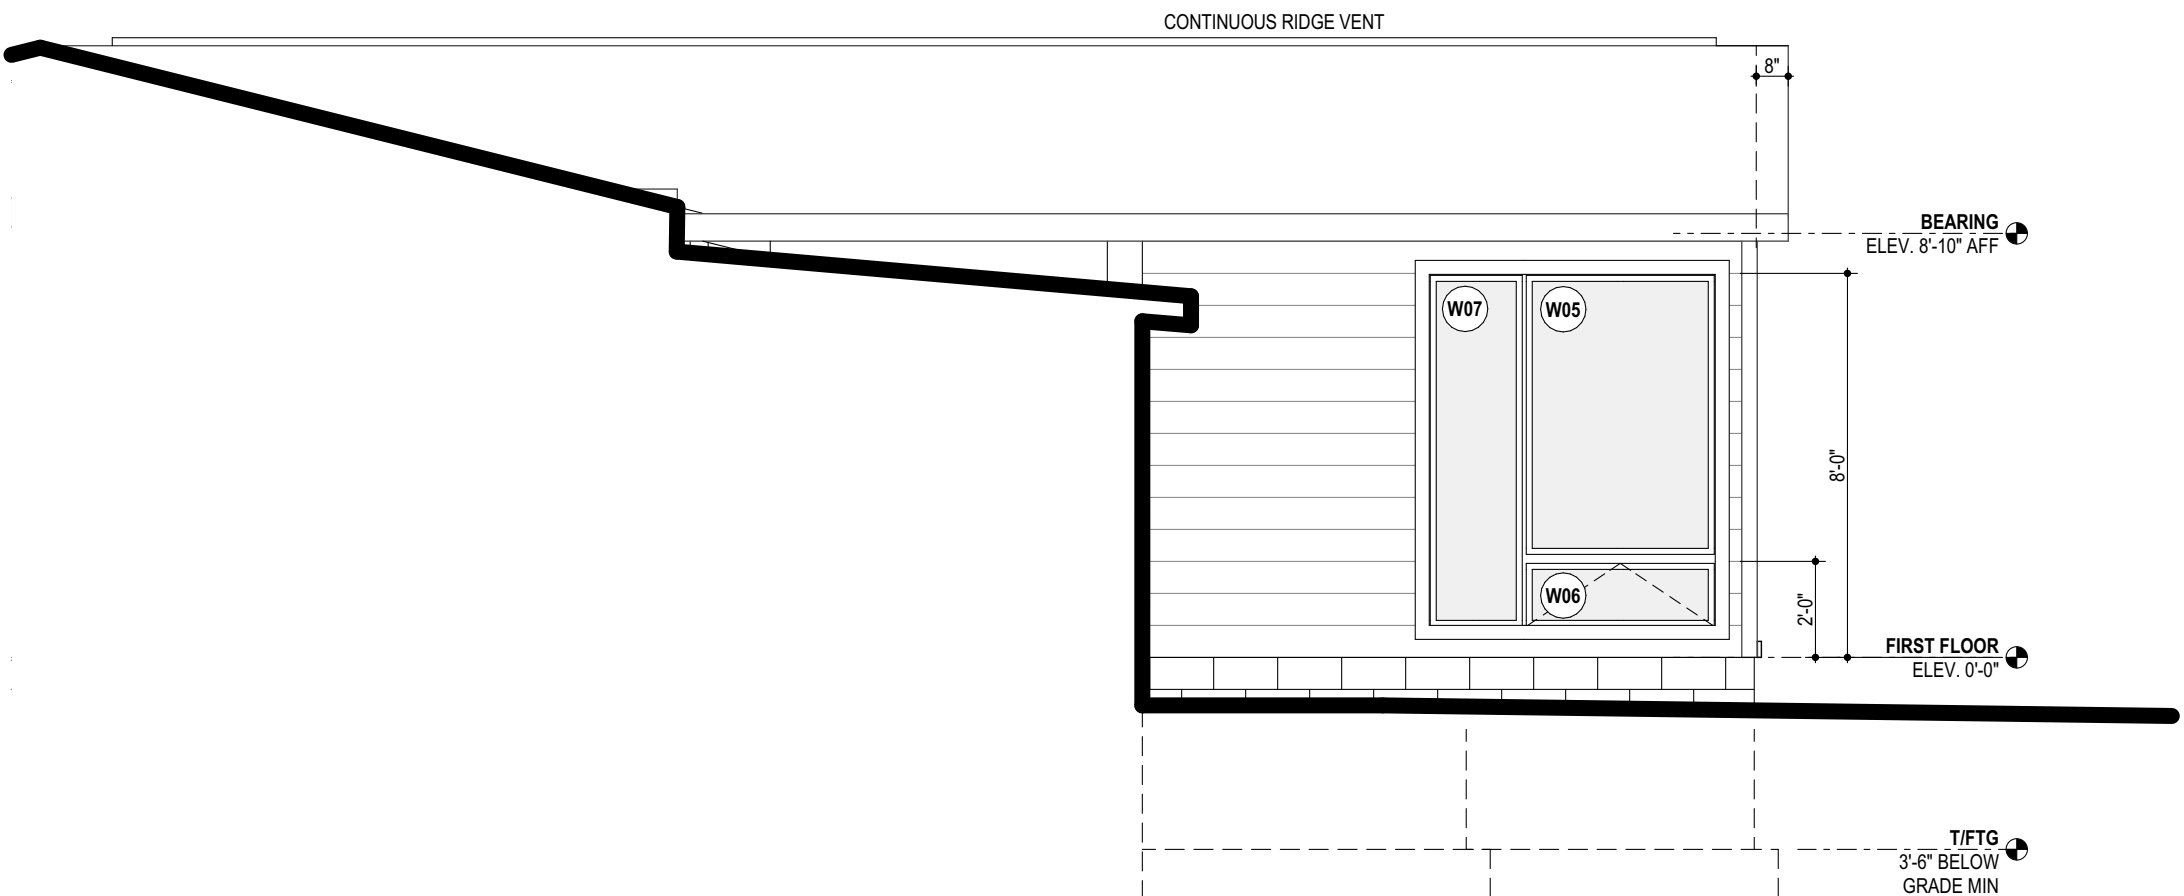 CONTINUOUS RIDGE VENT
8"
BEARING
ELEV. 8'-10" AFF
W07
W05
8'-0"
W06
2'-0"
FIRST FLOOR
ELEV. 0'-0"
T/FTG
3'-6" BELOW
GRADE MIN